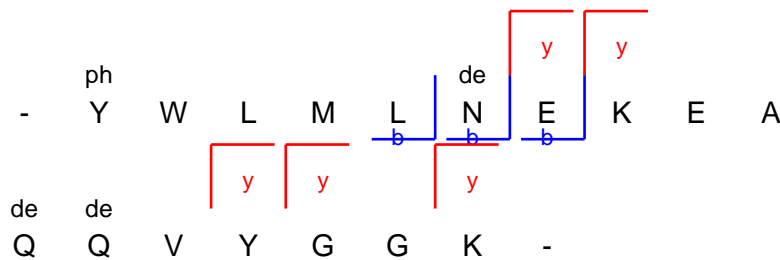 y y
ph de
- Y W L M L N E K E A
b b b
y y y
de de
Q Q V Y G G K -